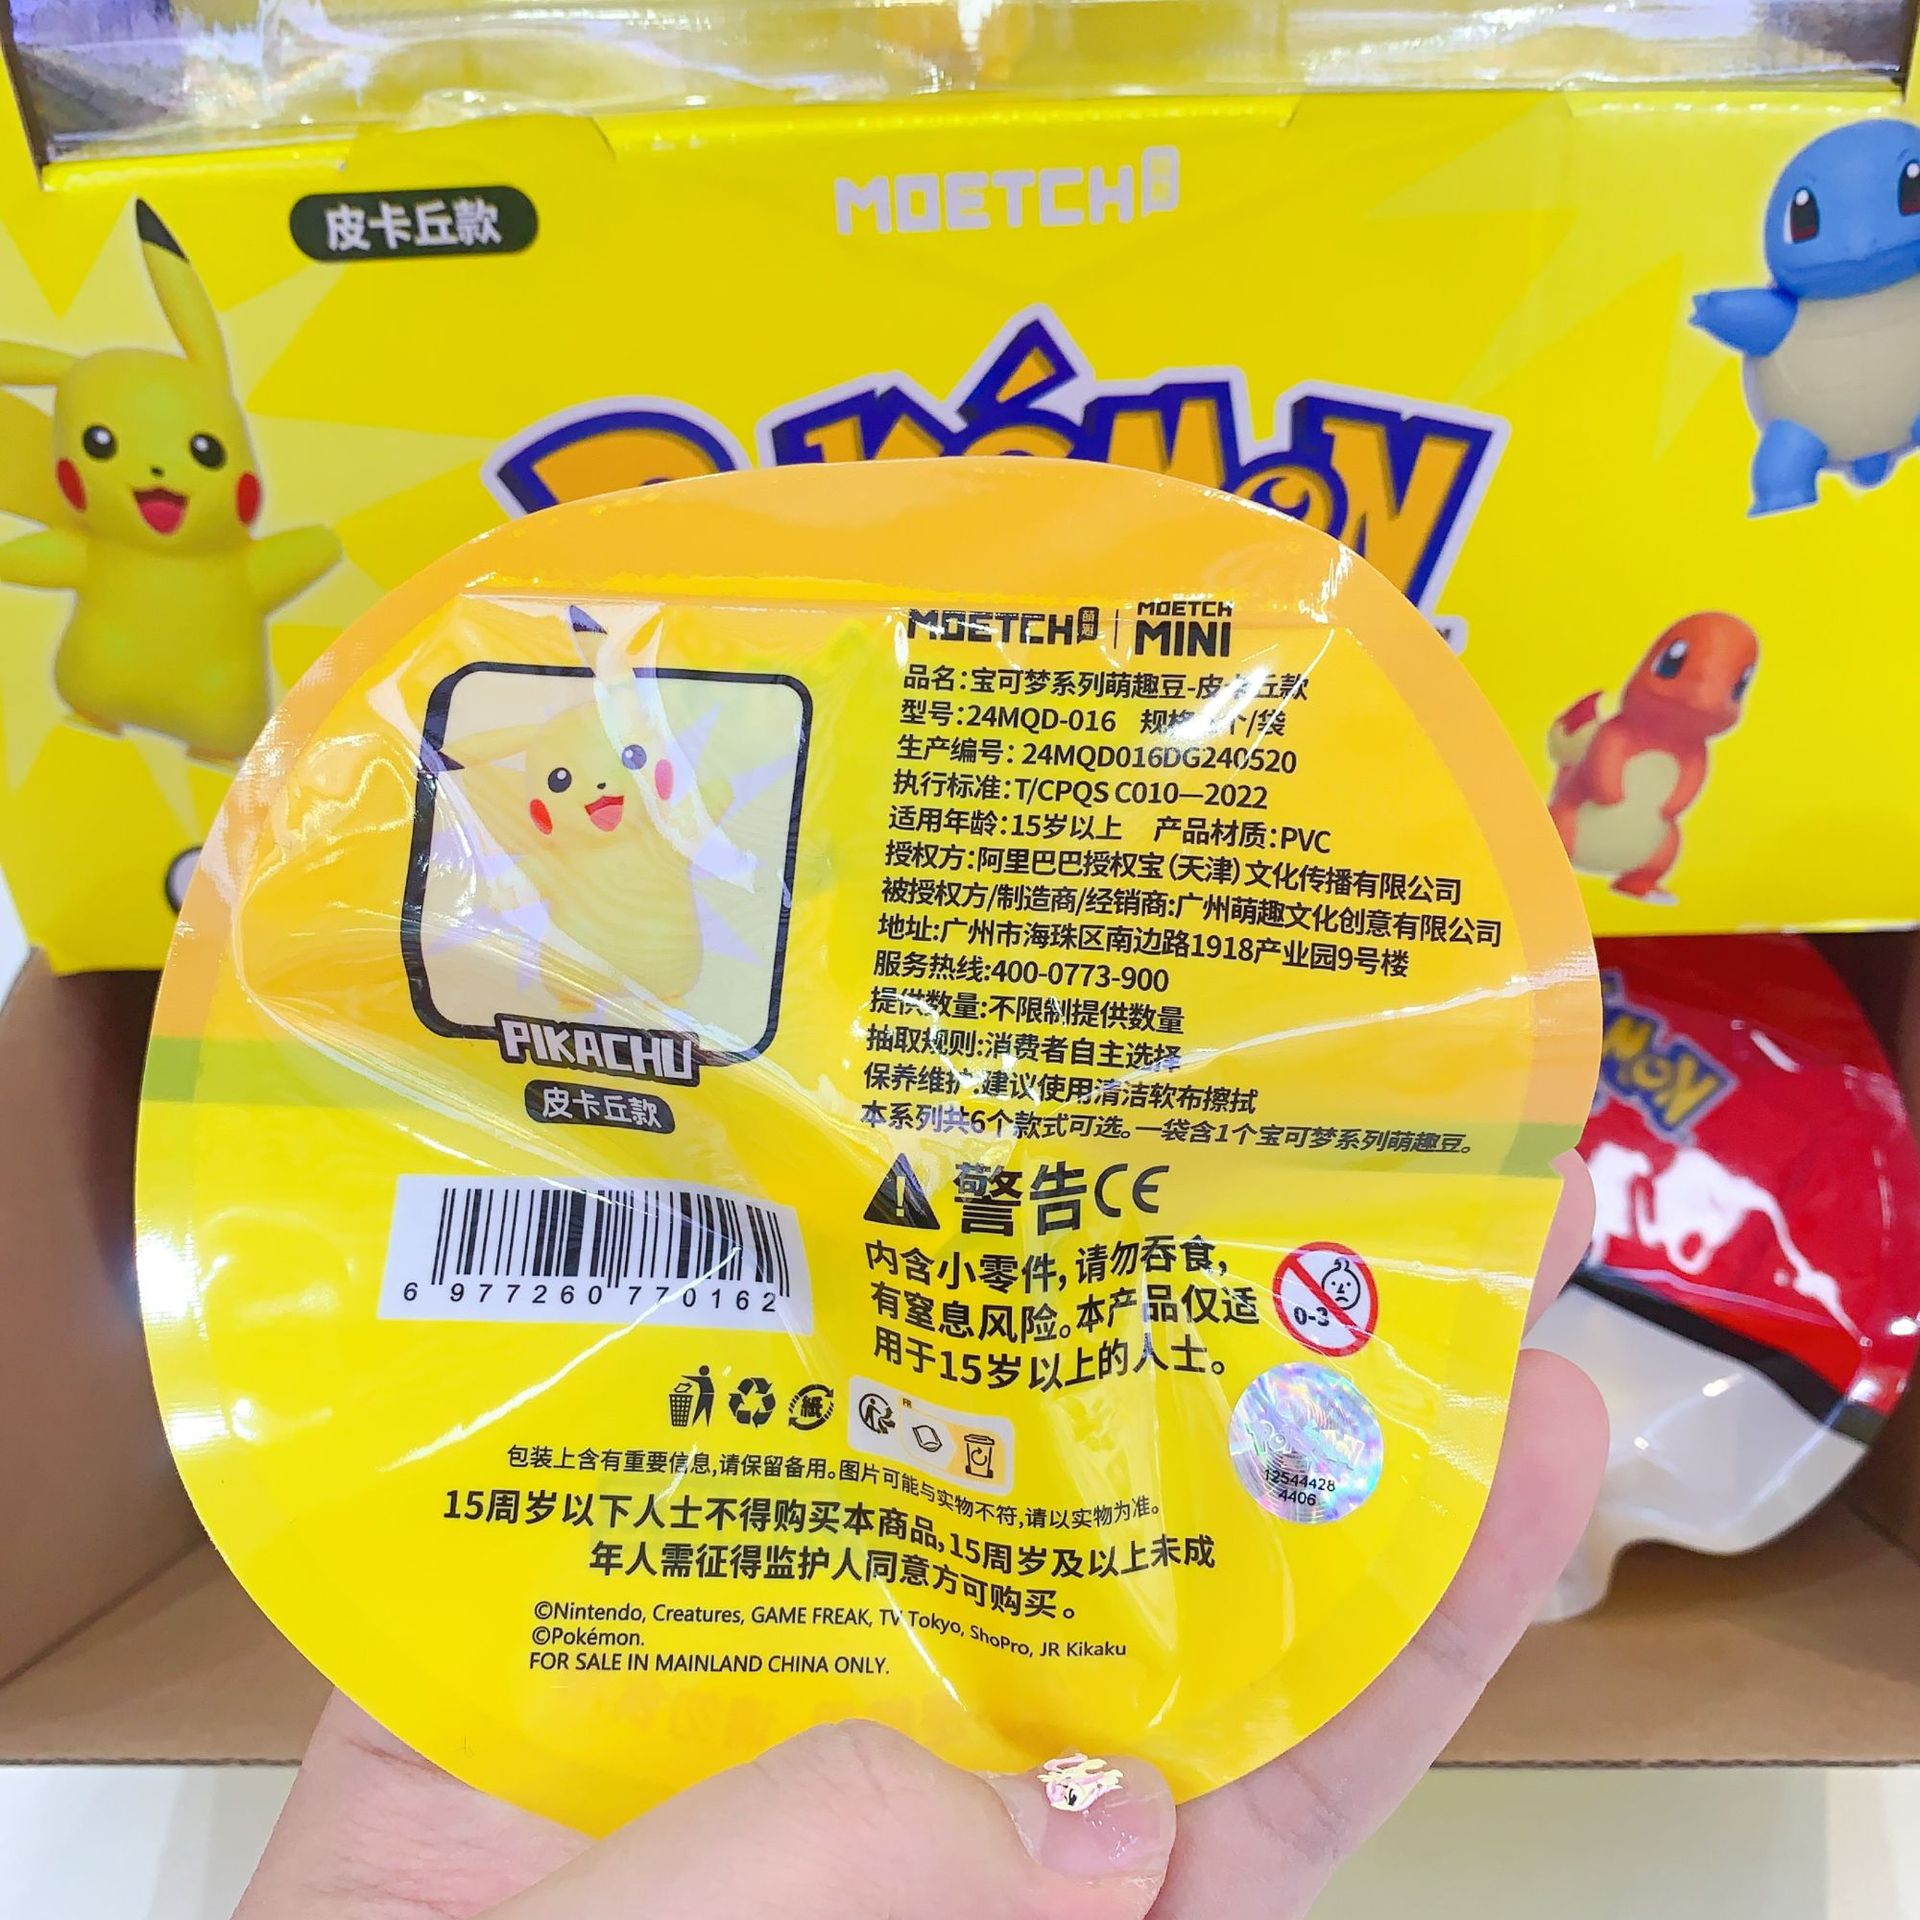 MOETCH
皮卡丘款
POKÉMON
MOETCH萌趣 | MOETCH MINI
品名:宝可梦系列萌趣豆-皮卡丘款
型号:24MQD-016 规格 个/袋
生产编号: 24MQD016DG240520
执行标准:T/CPQS C010—2022
适用年龄:15岁以上 产品材质:PVC
授权方:阿里巴巴授权宝(天津)文化传播有限公司
被授权方/制造商/经销商:广州萌趣文化创意有限公司
地址:广州市海珠区南边路1918产业园9号楼
服务热线:400-0773-900
提供数量:不限制提供数量
抽取规则:消费者自主选择
保养维护:建议使用清洁软布擦拭
本系列共6个款式可选。一袋含1个宝可梦系列萌趣豆。
PIKACHU
皮卡丘款
6 977260 770162
警告CE
内含小零件,请勿吞食,
有窒息风险。本产品仅适
用于15岁以上的人士。
0-3
紙
FR
POKÉMON
12544428
4406
包装上含有重要信息,请保留备用。图片可能与实物不符,请以实物为准。
15周岁以下人士不得购买本商品,15周岁及以上未成
年人需征得监护人同意方可购买。
©Nintendo, Creatures, GAME FREAK, TV Tokyo, ShoPro, JR Kikaku
©Pokémon.
FOR SALE IN MAINLAND CHINA ONLY.